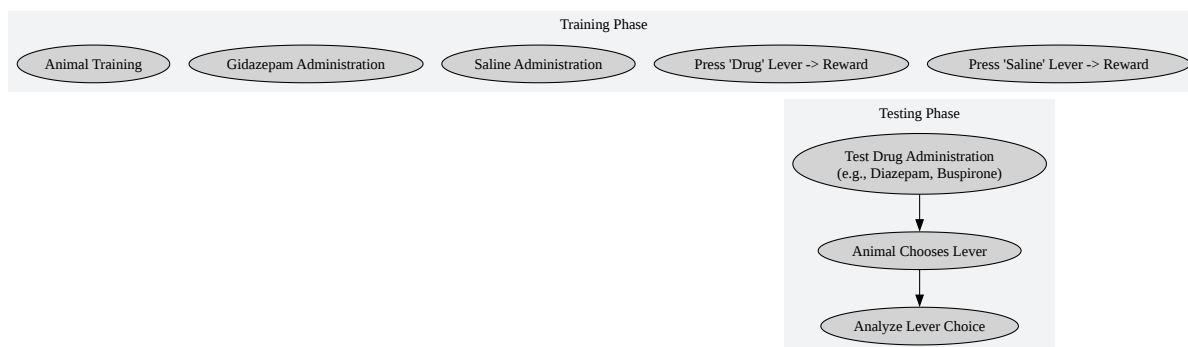 Training Phase
Animal Training
Gidazepam Administration
Saline Administration
Press 'Drug' Lever -> Reward
Press 'Saline' Lever -> Reward
Testing Phase
Test Drug Administration
(e.g., Diazepam, Buspirone)
Animal Chooses Lever
Analyze Lever Choice